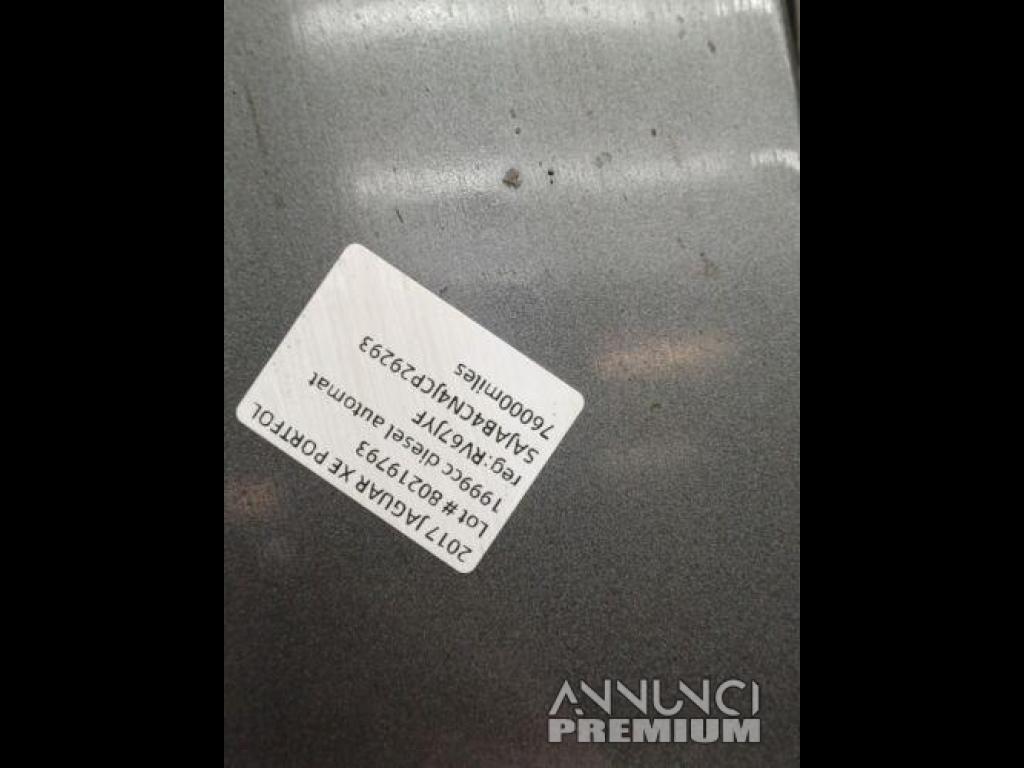 2017 JAGUAR XE PORTFOL
Lot # 80219793
1999cc diesel automat
reg:RV67JYF
SAJAB4CN4JCP29293
76000miles
ANNUNCI
PREMIUM